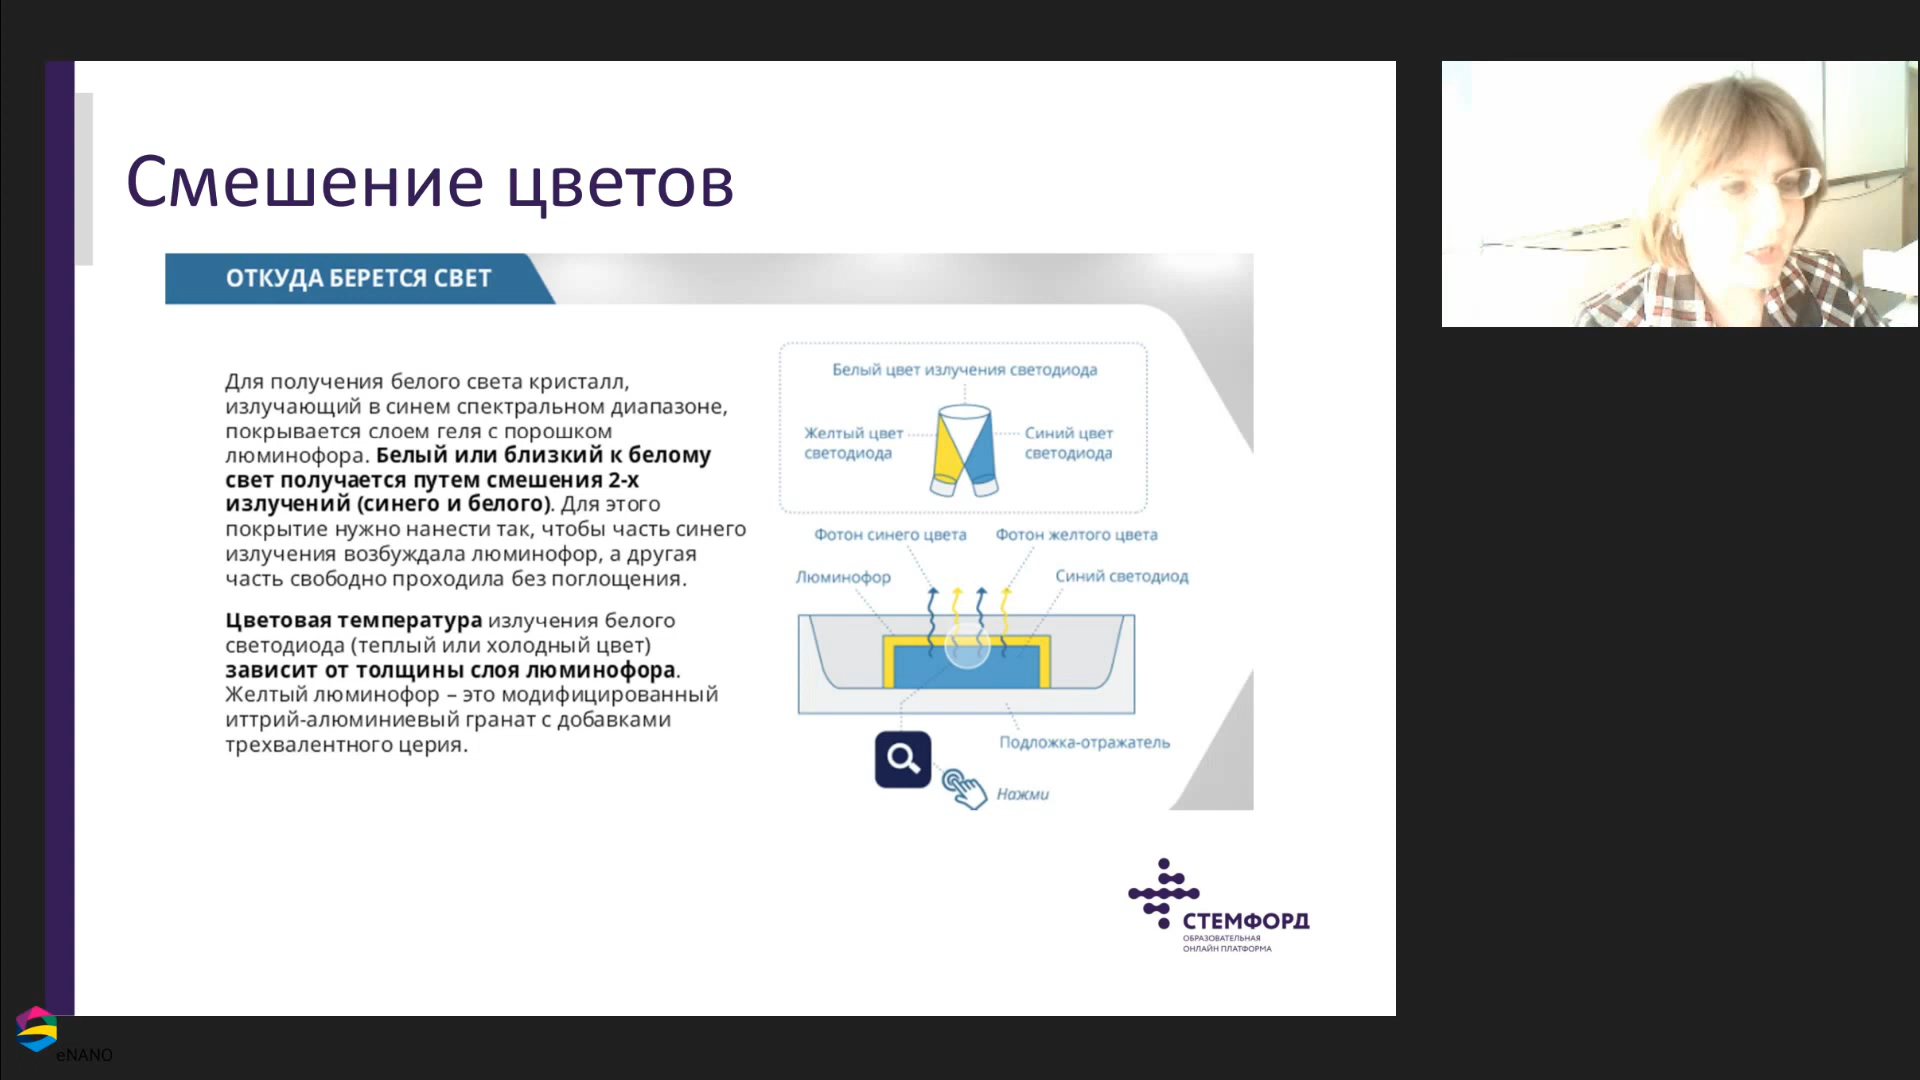 Смешение цветов
ОТКУДА БЕРЕТСЯ СВЕТ
Для получения белого света кристалл,
излучающий в синем спектральном диапазоне,
покрывается слоем геля с порошком
люминофора. Белый или близкий к белому
свет получается путем смешения 2-х
излучений (синего и белого). Для этого
покрытие нужно нанести так, чтобы часть синего
излучения возбуждала люминофор, а другая
часть свободно проходила без поглощения.
Цветовая температура излучения белого
светодиода (теплый или холодный цвет)
зависит от толщины слоя люминофора.
Желтый люминофор – это модифицированный
иттрий-алюминиевый гранат с добавками
трехвалентного церия.
Белый цвет излучения светодиода
Желтый цвет
светодиода
Синий цвет
светодиода
Фотон синего цвета
Фотон желтого цвета
Люминофор
Синий светодиод
Подложка-отражатель
Нажми
СТЕМФОРД
ОБРАЗОВАТЕЛЬНАЯ
ОНЛАЙН ПЛАТФОРМА
eNANO